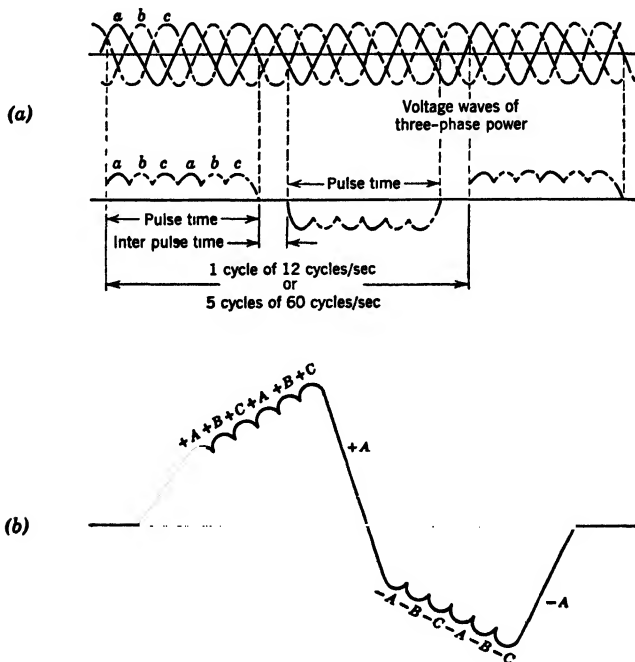 a b c
(a)
Voltage waves of
three-phase power
a b c a b c
Pulse time
Pulse time
Inter pulse time
1 cycle of 12 cycles/sec
or
5 cycles of 60 cycles/sec
+A +B +C +A +B +C
+A
(b)
-A -B -C -A -B -C
-A